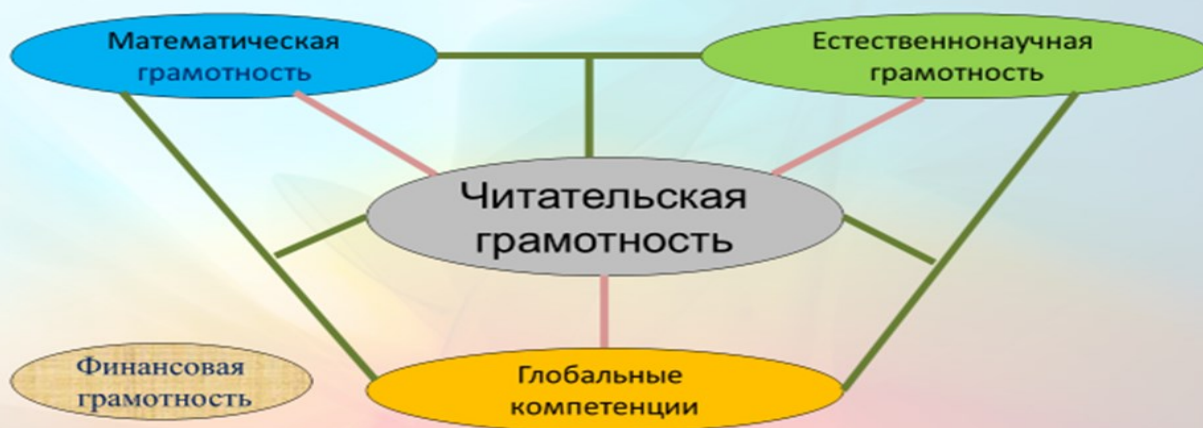 Математическая
грамотность
Естественнонаучная
грамотность
Читательская
грамотность
Финансовая
грамотность
Глобальные
компетенции